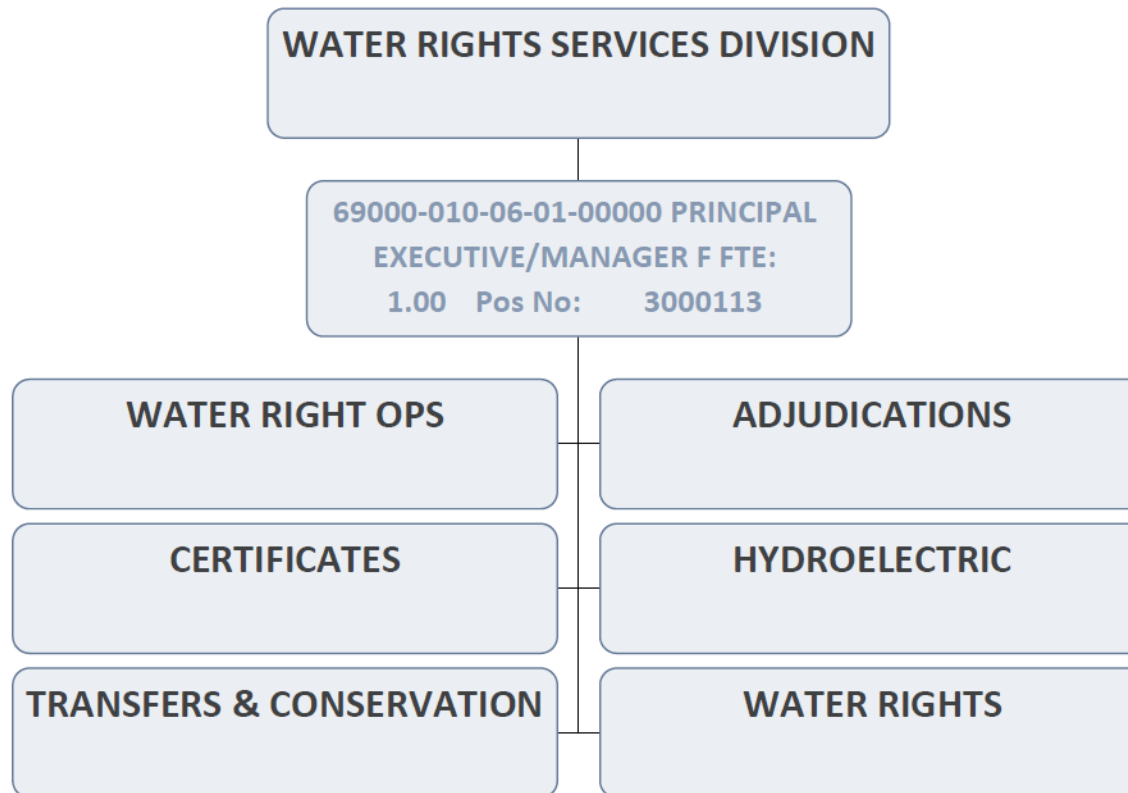 WATER RIGHTS SERVICES DIVISION
69000-010-06-01-00000 PRINCIPAL
EXECUTIVE/MANAGER F FTE:
1.00 Pos No: 3000113
WATER RIGHT OPS
ADJUDICATIONS
CERTIFICATES
HYDROELECTRIC
TRANSFERS & CONSERVATION
WATER RIGHTS